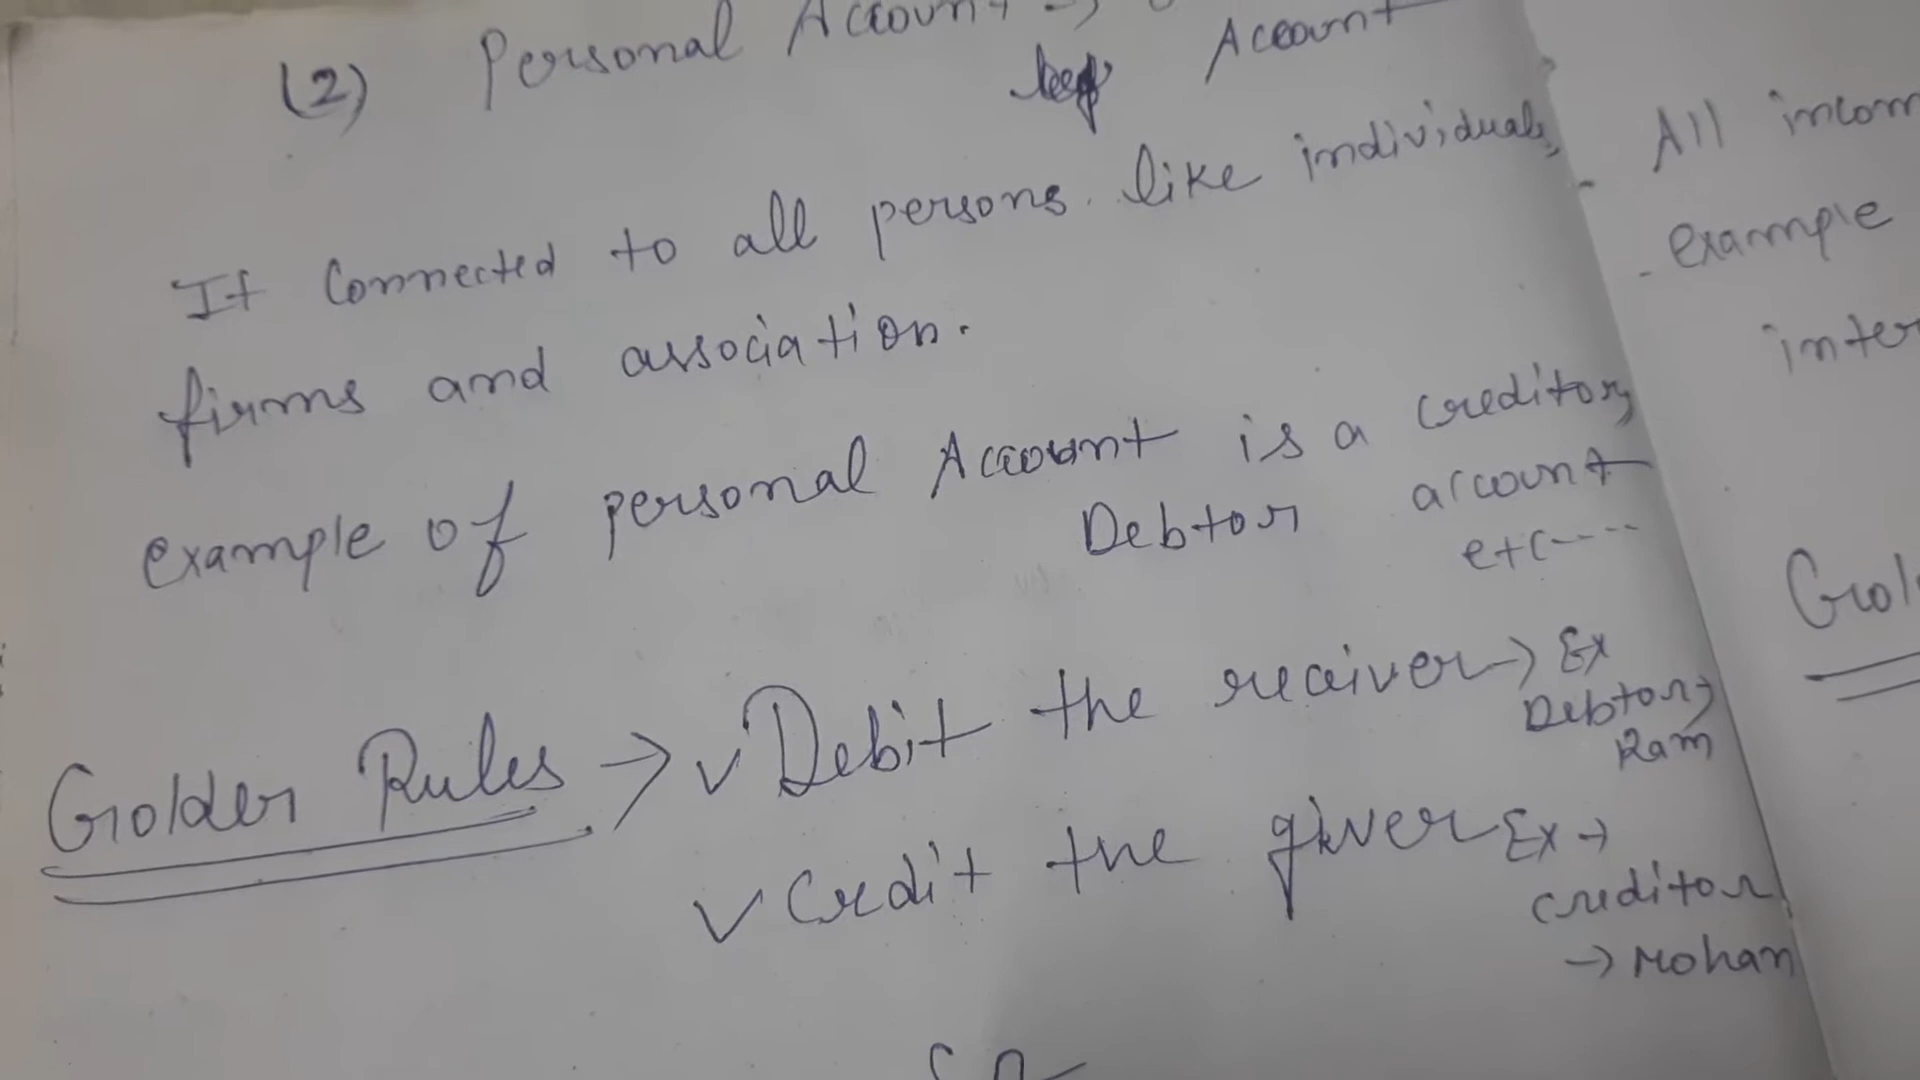 (2) Personal Account →
Account
It Connected to all persons. like individuals,
firms and association.
example of personal Account is a creditor,
Debtor account
etc----
Golden Rules → ✓ Debit the receiver → Ex
Debtor,
Ram
✓ Credit the giver Ex →
creditor
→ Mohan
- All incom
- example
inter
Gol